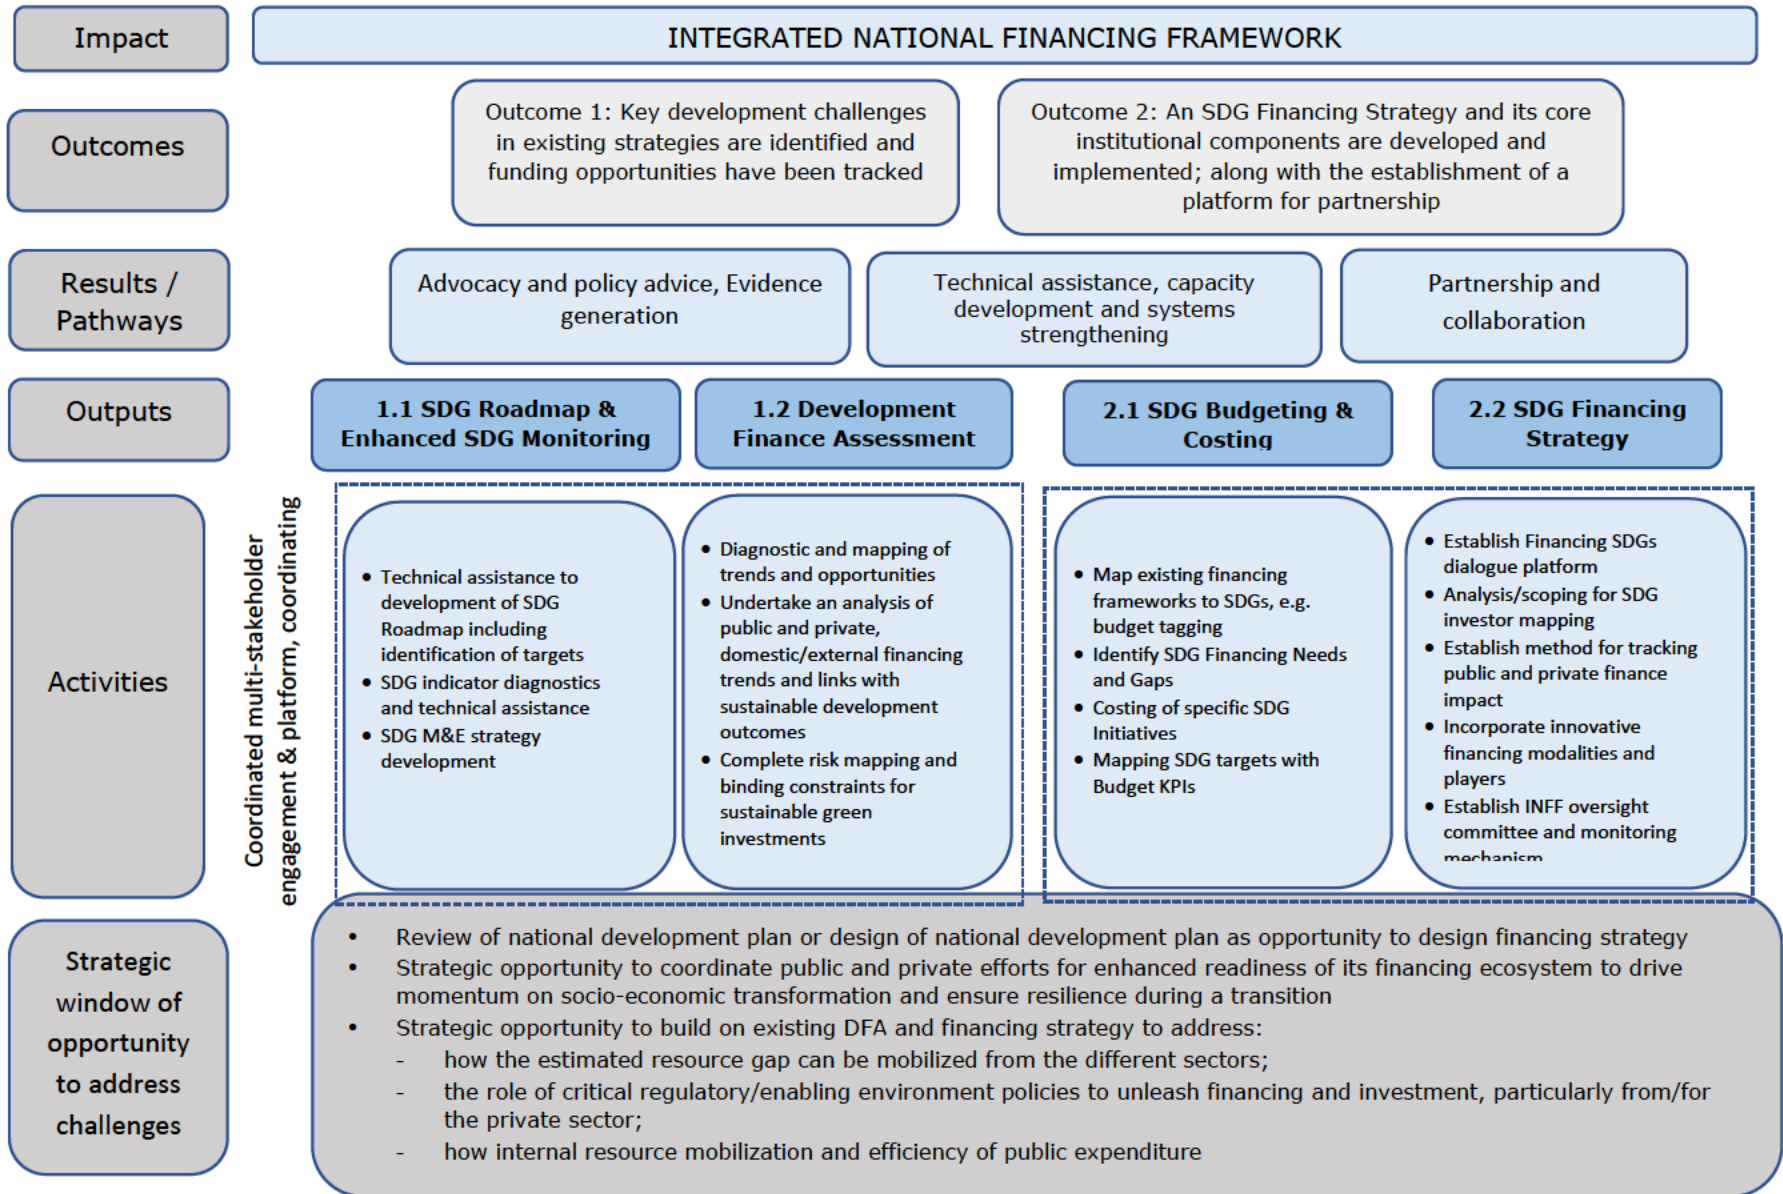 Impact
INTEGRATED NATIONAL FINANCING FRAMEWORK
Outcomes
Outcome 1: Key development challenges
in existing strategies are identified and
funding opportunities have been tracked
Outcome 2: An SDG Financing Strategy and its core
institutional components are developed and
implemented; along with the establishment of a
platform for partnership
Results /
Pathways
Advocacy and policy advice, Evidence
generation
Technical assistance, capacity
development and systems
strengthening
Partnership and
collaboration
Outputs
1.1 SDG Roadmap &
Enhanced SDG Monitoring
1.2 Development
Finance Assessment
2.1 SDG Budgeting &
Costing
2.2 SDG Financing
Strategy
Activities
Coordinated multi-stakeholder
engagement & platform, coordinating
• Technical assistance to
development of SDG
Roadmap including
identification of targets
• SDG indicator diagnostics
and technical assistance
• SDG M&E strategy
development
• Diagnostic and mapping of
trends and opportunities
• Undertake an analysis of
public and private,
domestic/external financing
trends and links with
sustainable development
outcomes
• Complete risk mapping and
binding constraints for
sustainable green
investments
• Map existing financing
frameworks to SDGs, e.g.
budget tagging
• Identify SDG Financing Needs
and Gaps
• Costing of specific SDG
Initiatives
• Mapping SDG targets with
Budget KPIs
• Establish Financing SDGs
dialogue platform
• Analysis/scoping for SDG
investor mapping
• Establish method for tracking
public and private finance
impact
• Incorporate innovative
financing modalities and
players
• Establish INFF oversight
committee and monitoring
mechanism
Strategic
window of
opportunity
to address
challenges
• Review of national development plan or design of national development plan as opportunity to design financing strategy
• Strategic opportunity to coordinate public and private efforts for enhanced readiness of its financing ecosystem to drive
momentum on socio-economic transformation and ensure resilience during a transition
• Strategic opportunity to build on existing DFA and financing strategy to address:
- how the estimated resource gap can be mobilized from the different sectors;
- the role of critical regulatory/enabling environment policies to unleash financing and investment, particularly from/for
the private sector;
- how internal resource mobilization and efficiency of public expenditure